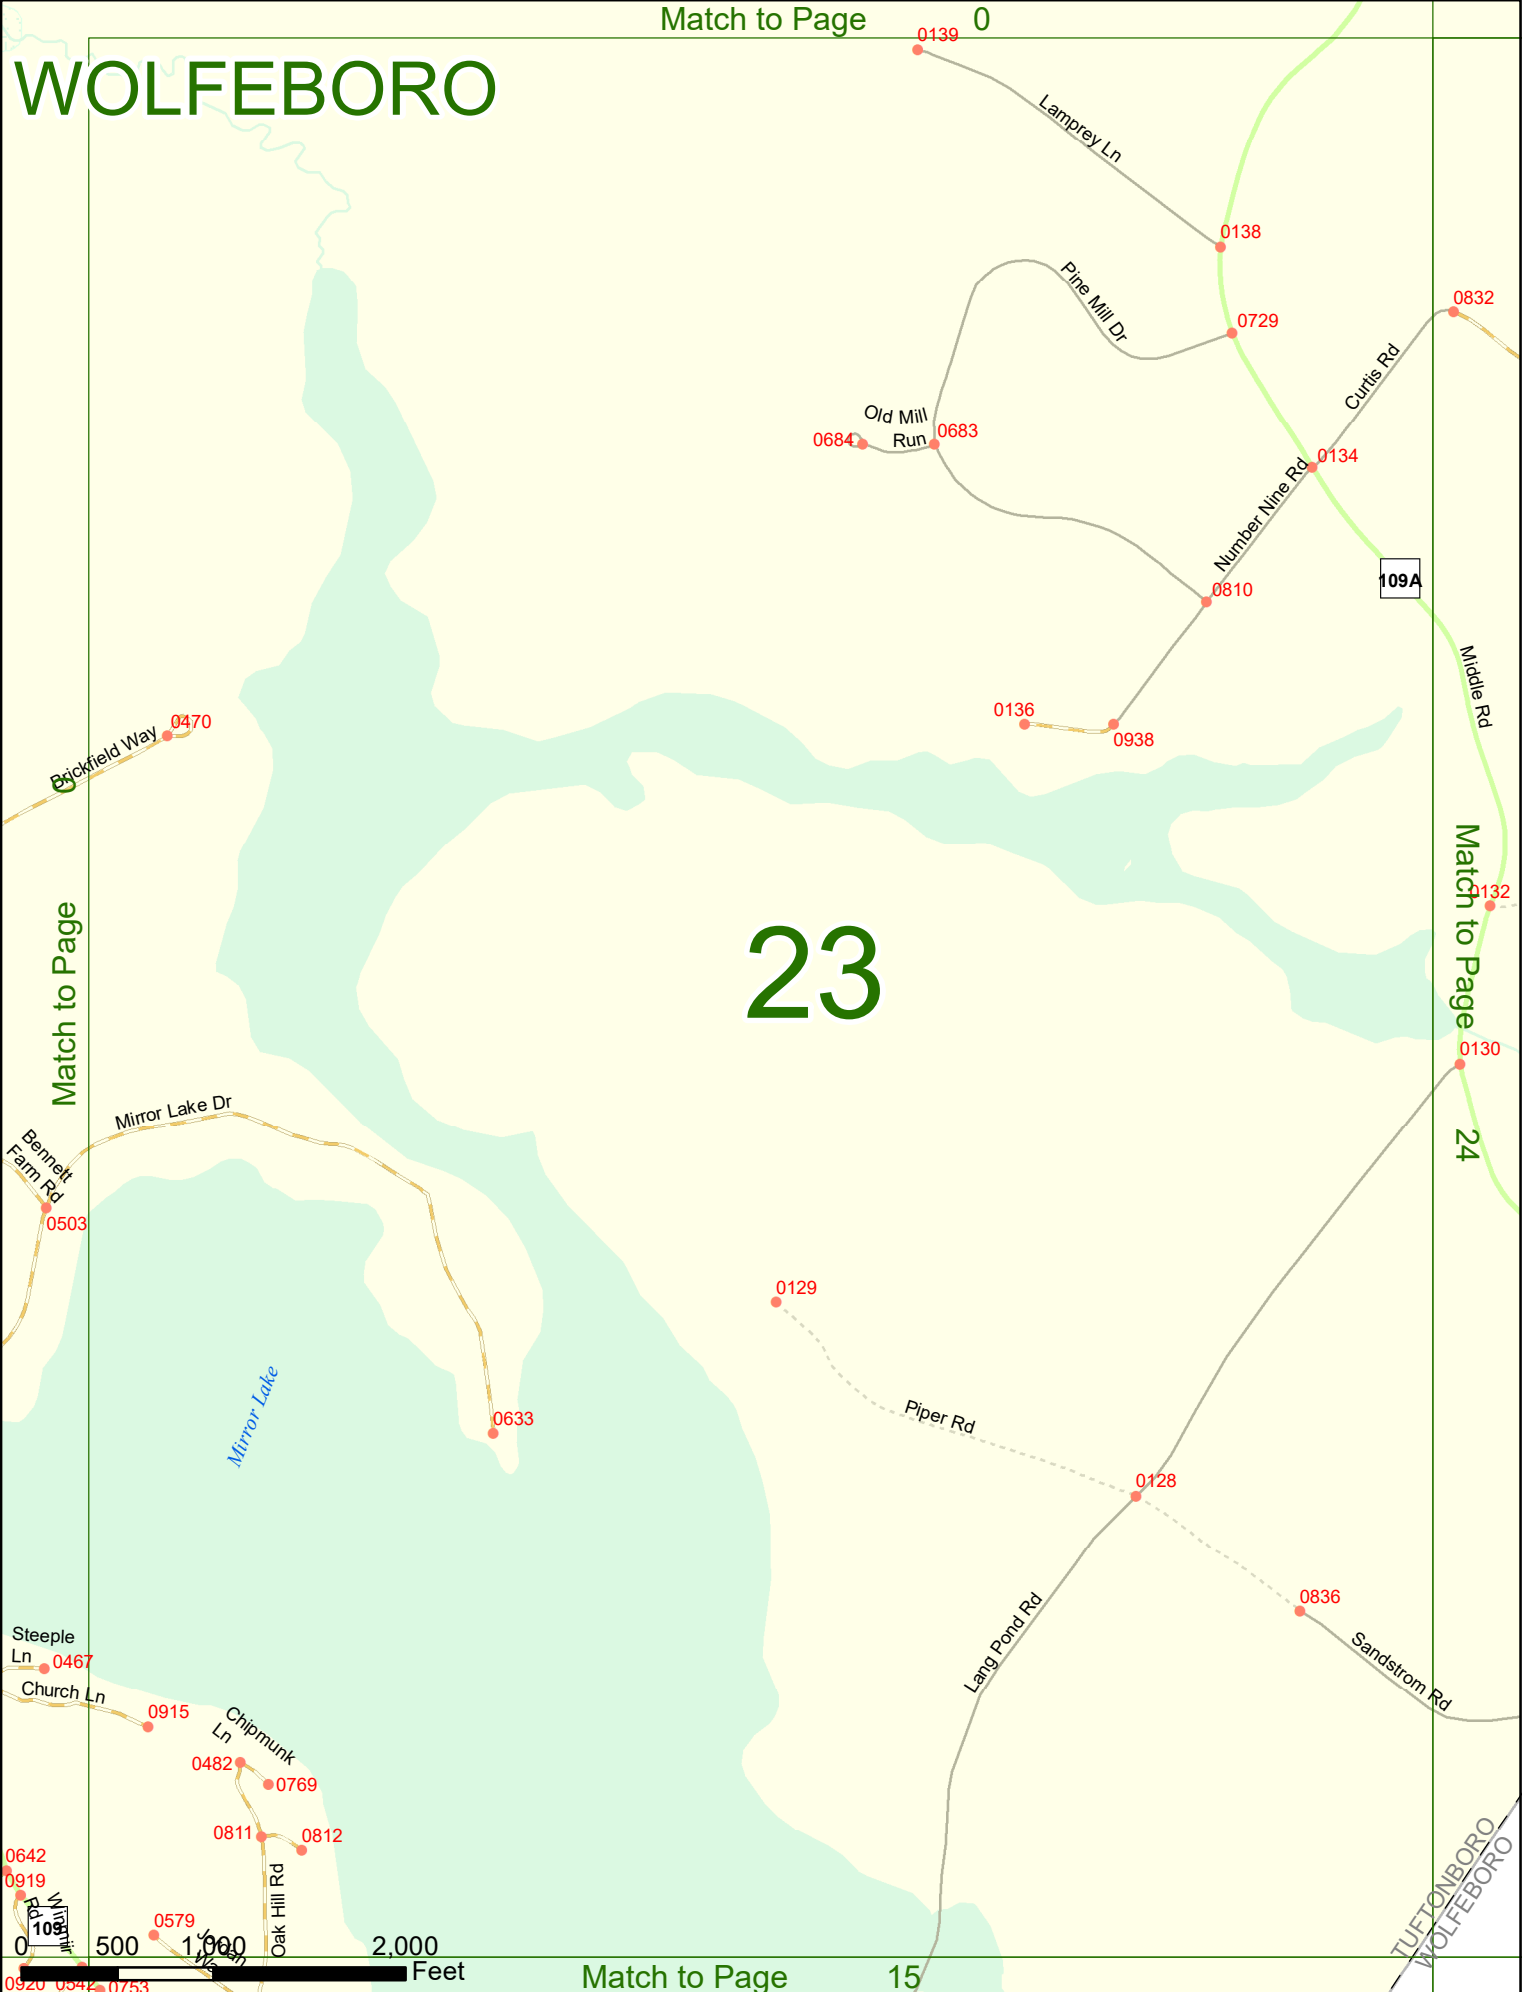 Match to Page 0
WOLFEBORO
0139
Lamprey Ln
0138
Pine Mill Dr
0729
0832
Curtis Rd
Old Mill
Run
0684
0683
0134
Number Nine Rd
109A
0810
Middle Rd
0136
0938
0470
Brickfield Way
0
Match to Page
23
Match to Page
24
0132
0130
Mirror Lake Dr
Bennett
Farm Rd
0503
0129
Mirror Lake
0633
Piper Rd
0128
0836
Sandstrom Rd
Lang Pond Rd
Steeple
Ln
0467
Church Ln
0915
Chipmunk
Ln
0482
0769
0811
0812
Oak Hill Rd
0642
0919
Rd
109
0579
TUFTONBORO
WOLFEBORO
0 500 1,000 2,000
Feet
0920
0542
0753
Match to Page 15